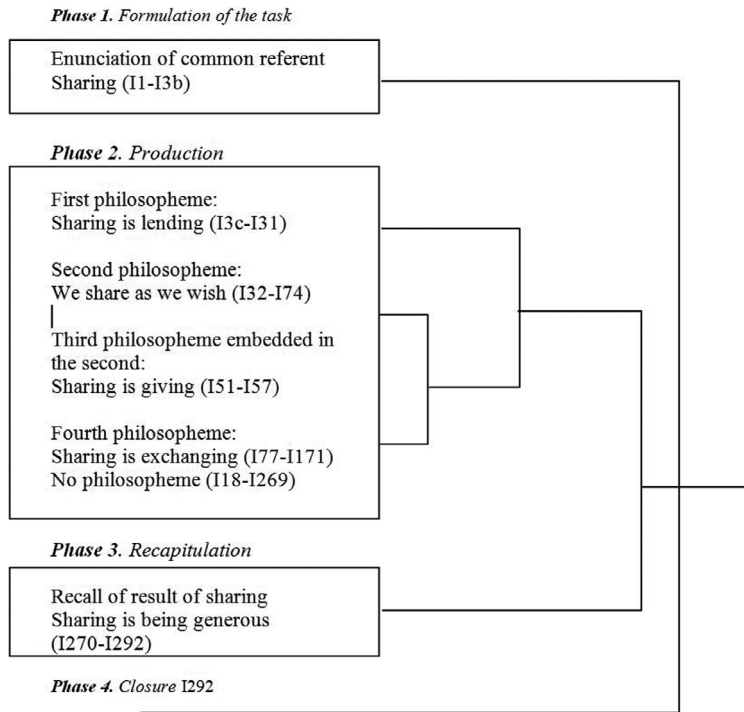 Phase 1. Formulation of the task
Enunciation of common referent
Sharing (I1-I3b)
Phase 2. Production
First philosopheme:
Sharing is lending (I3c-I31)
Second philosopheme:
We share as we wish (I32-I74)
Third philosopheme embedded in
the second:
Sharing is giving (I51-I57)
Fourth philosopheme:
Sharing is exchanging (I77-I171)
No philosopheme (I18-I269)
Phase 3. Recapitulation
Recall of result of sharing
Sharing is being generous
(I270-I292)
Phase 4. Closure I292